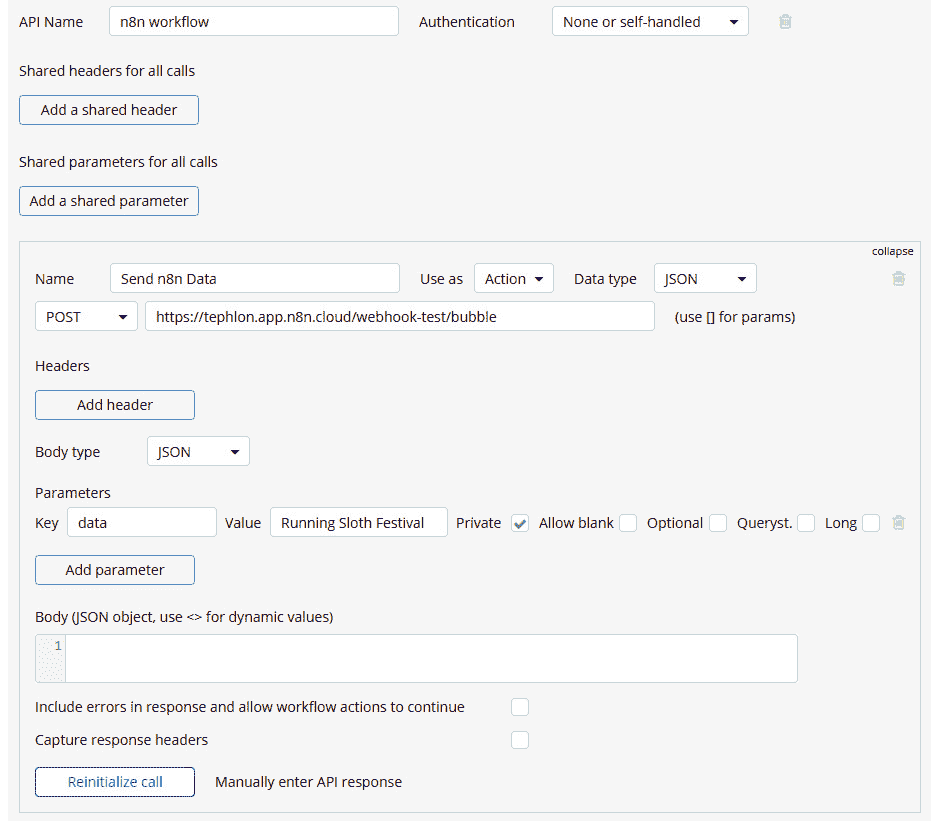 API Name n8n workflow Authentication None or self-handled
Shared headers for all calls
Add a shared header
Shared parameters for all calls
Add a shared parameter
collapse
Name Send n8n Data Use as Action Data type JSON
POST https://tephlon.app.n8n.cloud/webhook-test/bubble (use [] for params)
Headers
Add header
Body type JSON
Parameters
Key data Value Running Sloth Festival Private Allow blank Optional Queryst. Long
Add parameter
Body (JSON object, use <> for dynamic values)
1
Include errors in response and allow workflow actions to continue
Capture response headers
Reinitialize call Manually enter API response